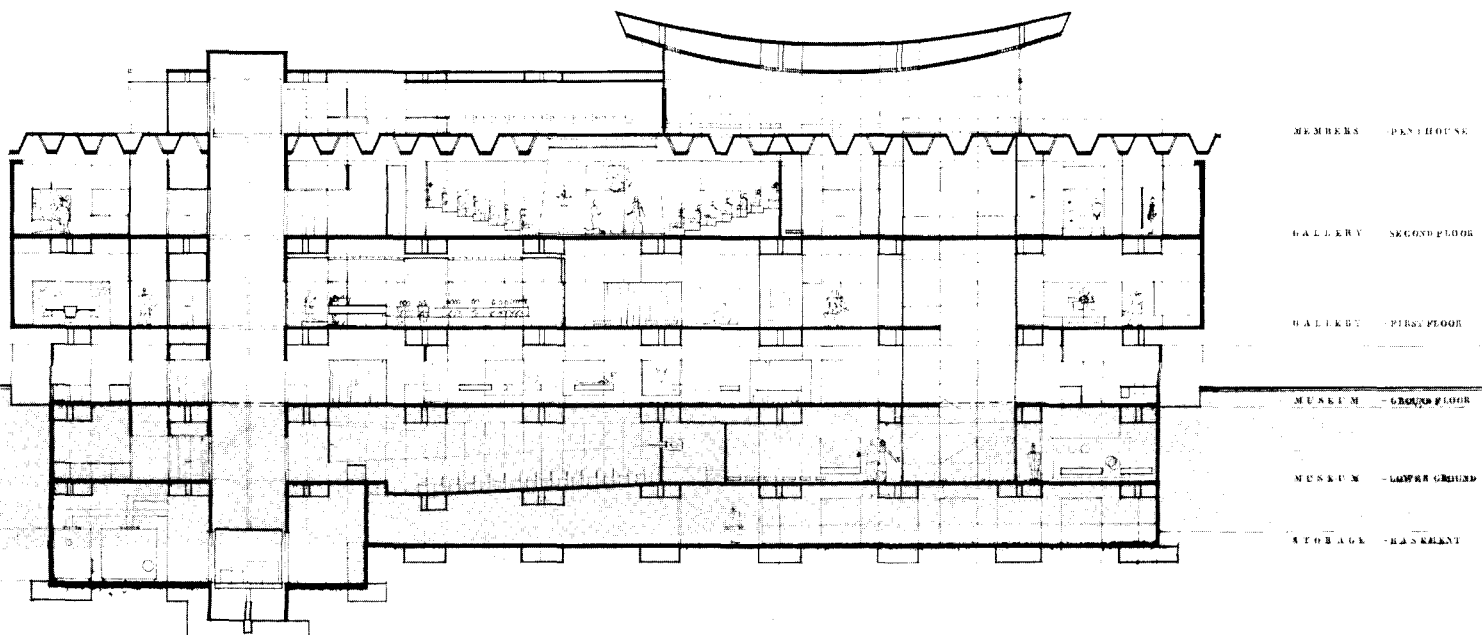 MEMBERS - PENTHOUSE
GALLERY SECOND FLOOR
GALLERY - FIRST FLOOR
MUSEUM - GROUND FLOOR
MUSEUM - LOWER GROUND
STORAGE - BASEMENT